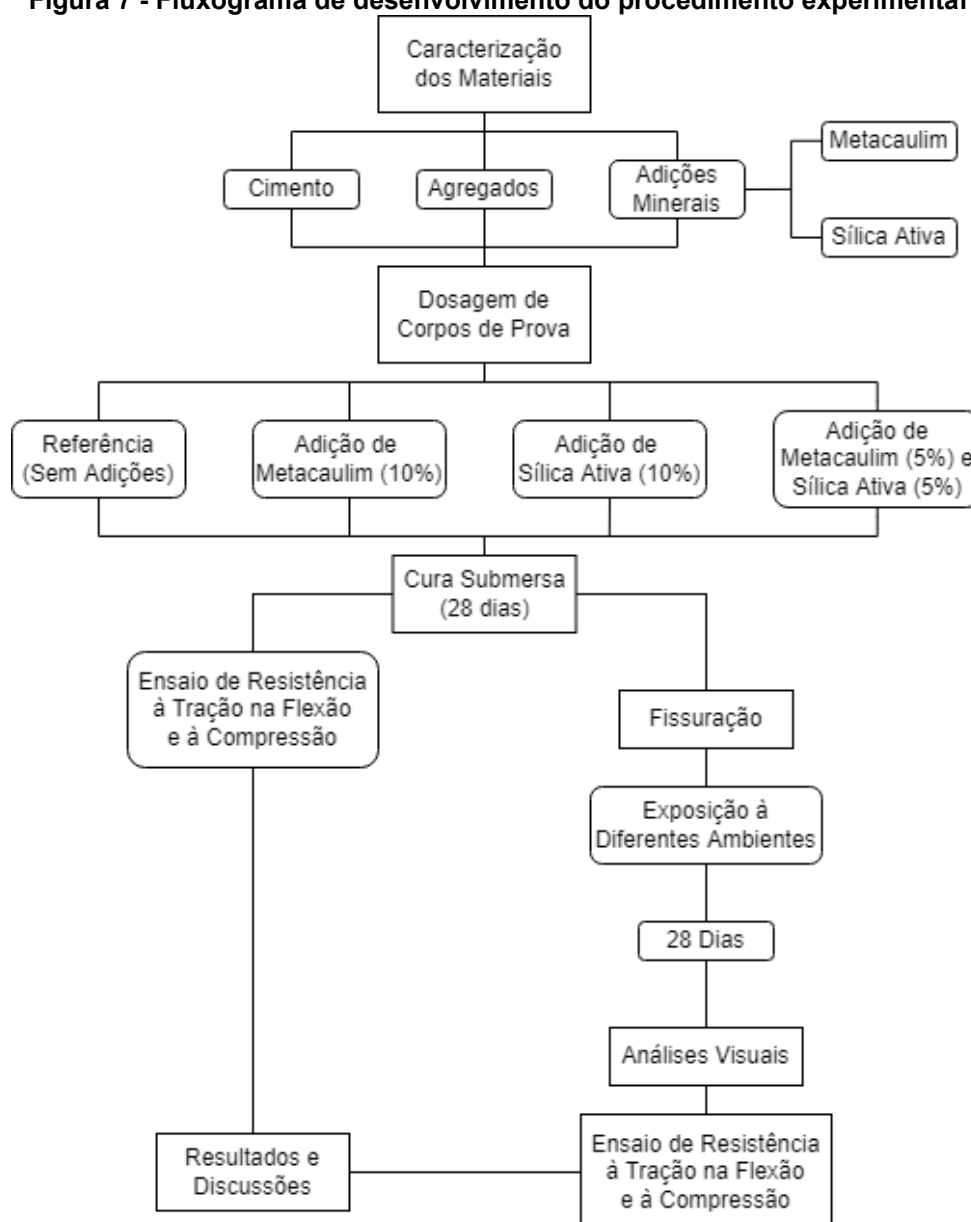 Figura 7 - Fluxograma de desenvolvimento do procedimento experimental
Caracterização
dos Materiais
Cimento
Agregados
Adições
Minerais
Metacaulim
Sílica Ativa
Dosagem de
Corpos de Prova
Referência
(Sem Adições)
Adição de
Metacaulim (10%)
Adição de
Sílica Ativa (10%)
Adição de
Metacaulim (5%) e
Sílica Ativa (5%)
Cura Submersa
(28 dias)
Ensaio de Resistência
à Tração na Flexão
e à Compressão
Fissuração
Exposição à
Diferentes Ambientes
28 Dias
Análises Visuais
Ensaio de Resistência
à Tração na Flexão
e à Compressão
Resultados e
Discussões